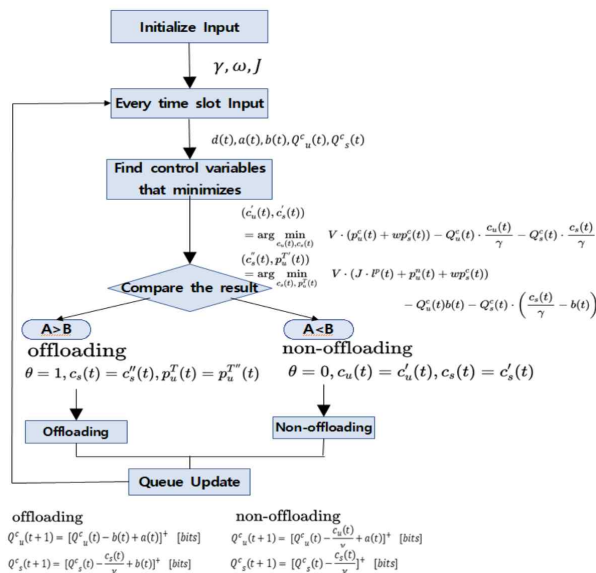 Initialize Input
γ, ω, J
Every time slot Input
d(t), a(t), b(t), Q^c_u(t), Q^c_s(t)
Find control variables
that minimizes
(c'_u(t), c'_s(t))
= arg min_{c_u(t),c_s(t)} V · (p^c_u(t) + wp^c_s(t)) − Q^c_u(t) · c_u(t)/γ − Q^c_s(t) · c_s(t)/γ
(c''_s(t), p^{T''}_u(t))
= arg min_{c_s(t), p^T_u(t)} V · (J · l^p(t) + p^n_u(t) + wp^c_s(t))
− Q^c_u(t)b(t) − Q^c_s(t) · (c_s(t)/γ − b(t))
Compare the result
A>B
A<B
offloading
non-offloading
θ = 1, c_s(t) = c''_s(t), p^T_u(t) = p^{T''}_u(t)
θ = 0, c_u(t) = c'_u(t), c_s(t) = c'_s(t)
Offloading
Non-offloading
Queue Update
offloading
non-offloading
Q^c_u(t+1) = [Q^c_u(t) − b(t) + a(t)]^+ [bits]
Q^c_u(t+1) = [Q^c_u(t) − c_u(t)/γ + a(t)]^+ [bits]
Q^c_s(t+1) = [Q^c_s(t) − c_s(t)/γ + b(t)]^+ [bits]
Q^c_s(t+1) = [Q^c_s(t) − c_s(t)/γ]^+ [bits]